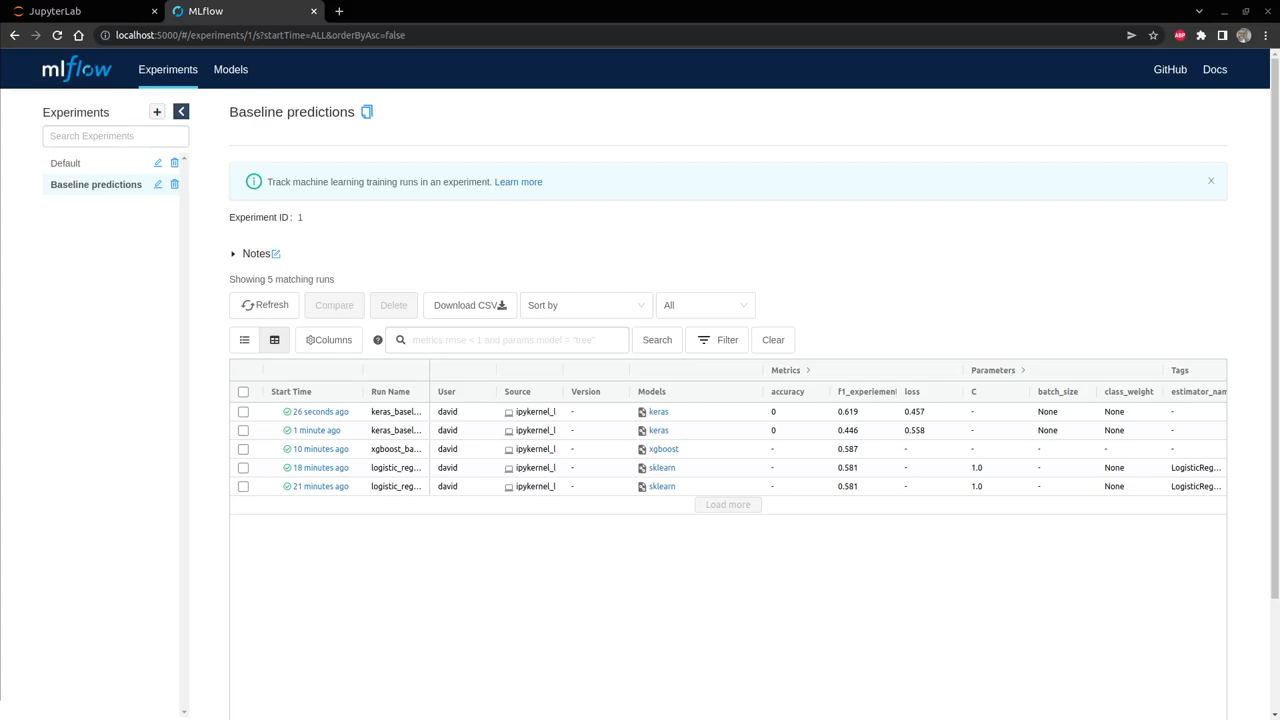 JupyterLab
MLflow
localhost:5000/#/experiments/1/s?startTime=ALL&orderByAsc=false
ABP
mlflow Experiments Models GitHub Docs
Experiments
Search Experiments
Default
Baseline predictions
Baseline predictions
Track machine learning training runs in an experiment. Learn more
Experiment ID: 1
Notes
Showing 5 matching runs
Refresh Compare Delete Download CSV Sort by All
Columns metrics.rmse < 1 and params.model = "tree" Search Filter Clear
Metrics Parameters Tags
Start Time Run Name User Source Version Models accuracy f1_experiement loss C batch_size class_weight estimator_nam
26 seconds ago keras_basel... david ipykernel_l - keras 0 0.619 0.457 - None None -
1 minute ago keras_basel... david ipykernel_l - keras 0 0.446 0.558 - None None -
10 minutes ago xgboost_ba... david ipykernel_l - xgboost - 0.587 - - - - -
18 minutes ago logistic_reg... david ipykernel_l - sklearn - 0.581 - 1.0 - None LogisticReg...
21 minutes ago logistic_reg... david ipykernel_l - sklearn - 0.581 - 1.0 - None LogisticReg...
Load more